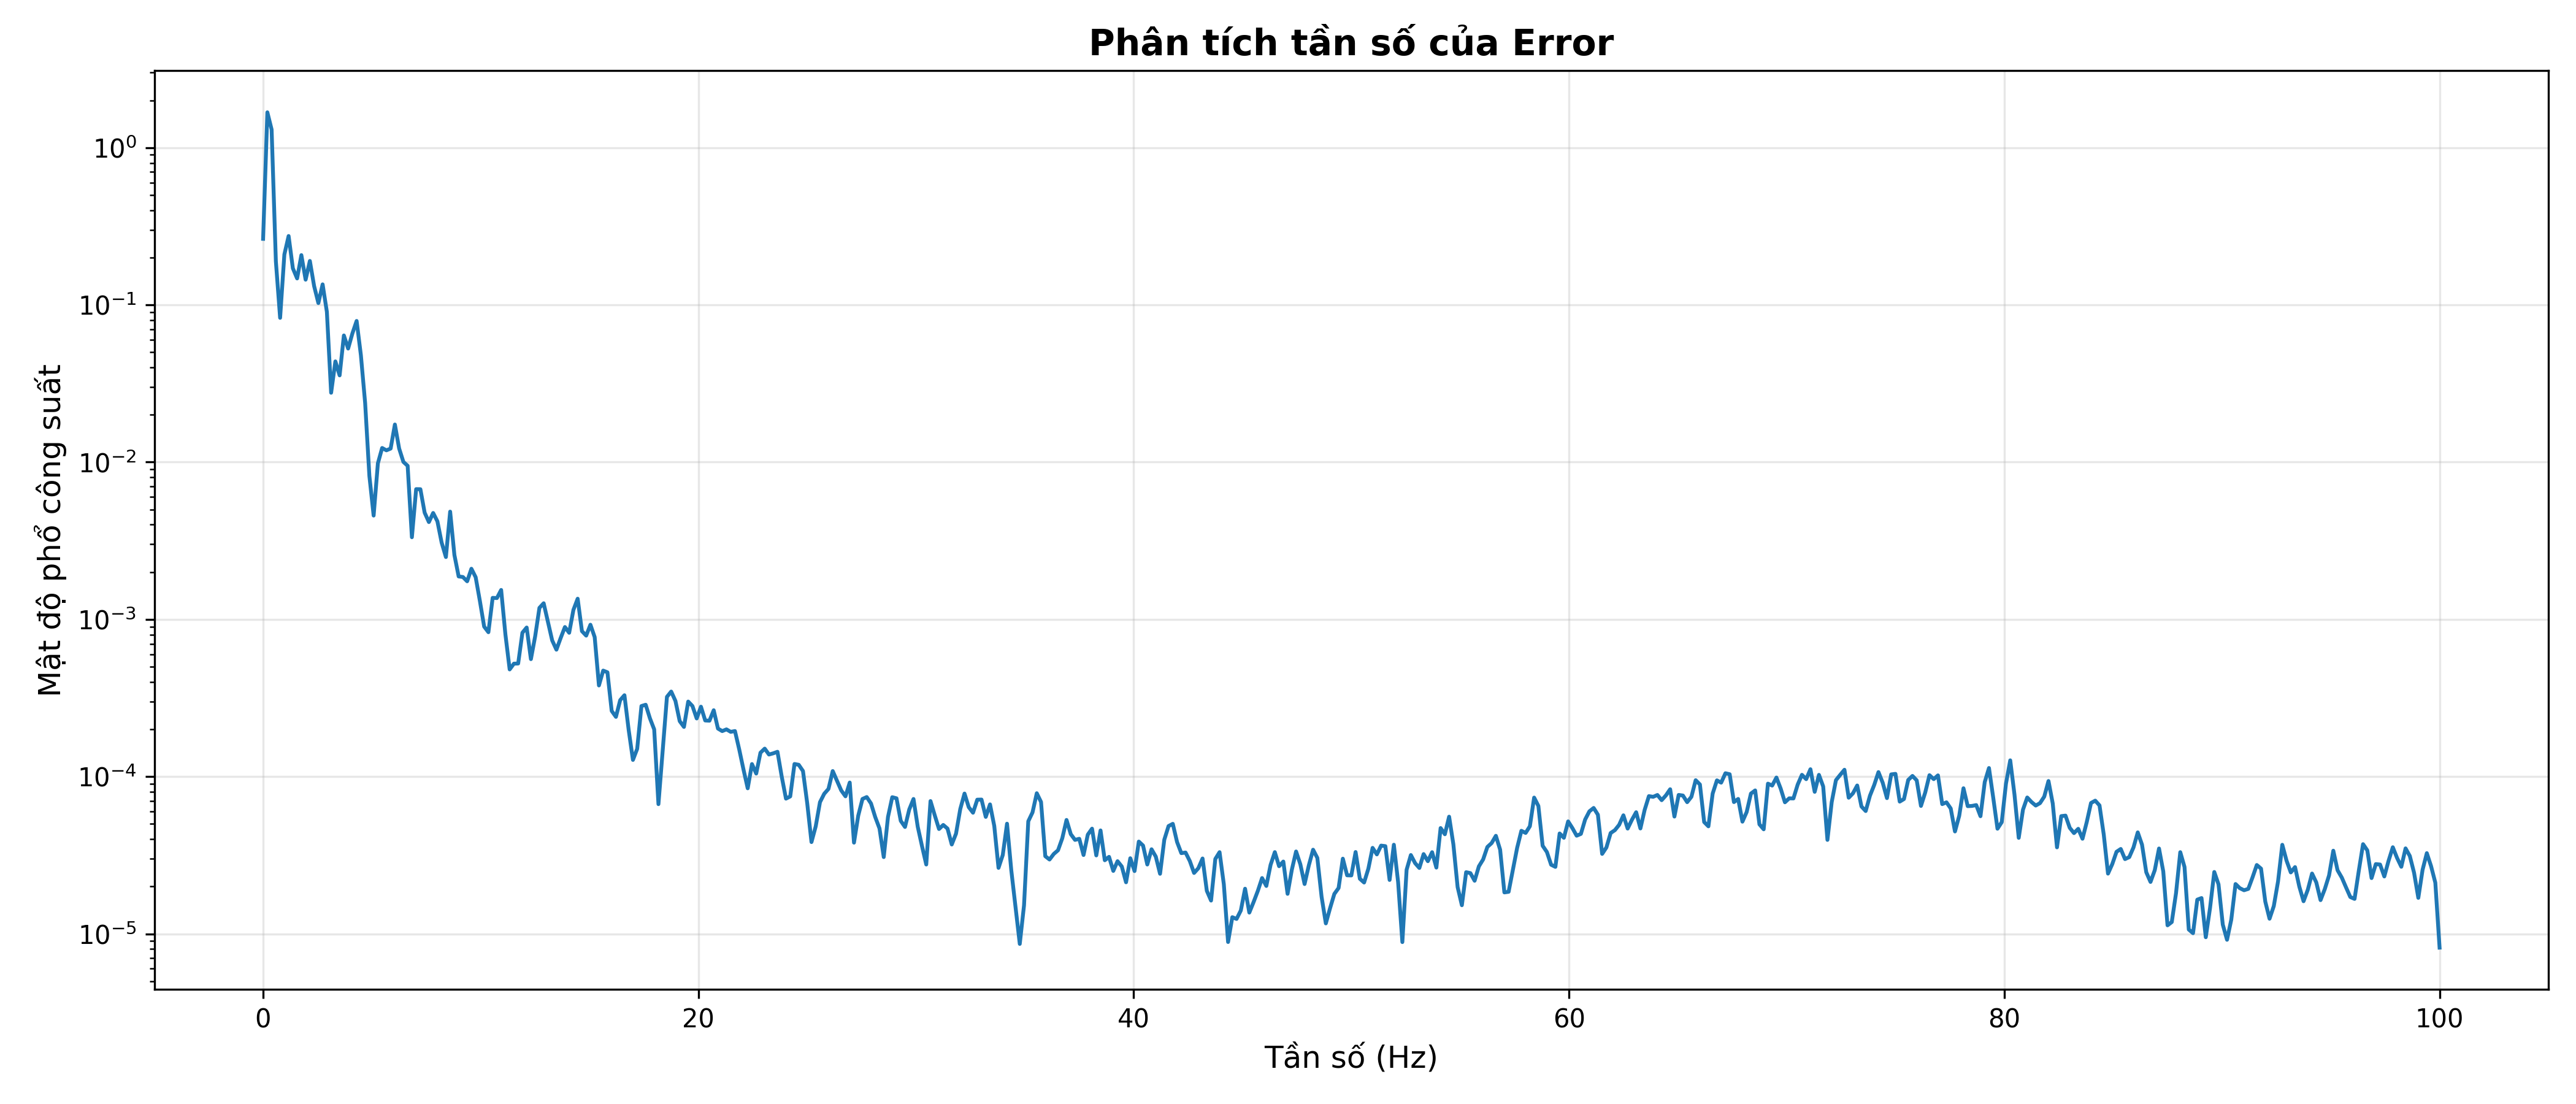 Phân tích tần số của Error
Mật độ phổ công suất
10⁰
10⁻¹
10⁻²
10⁻³
10⁻⁴
10⁻⁵
0 20 40 60 80 100
Tần số (Hz)